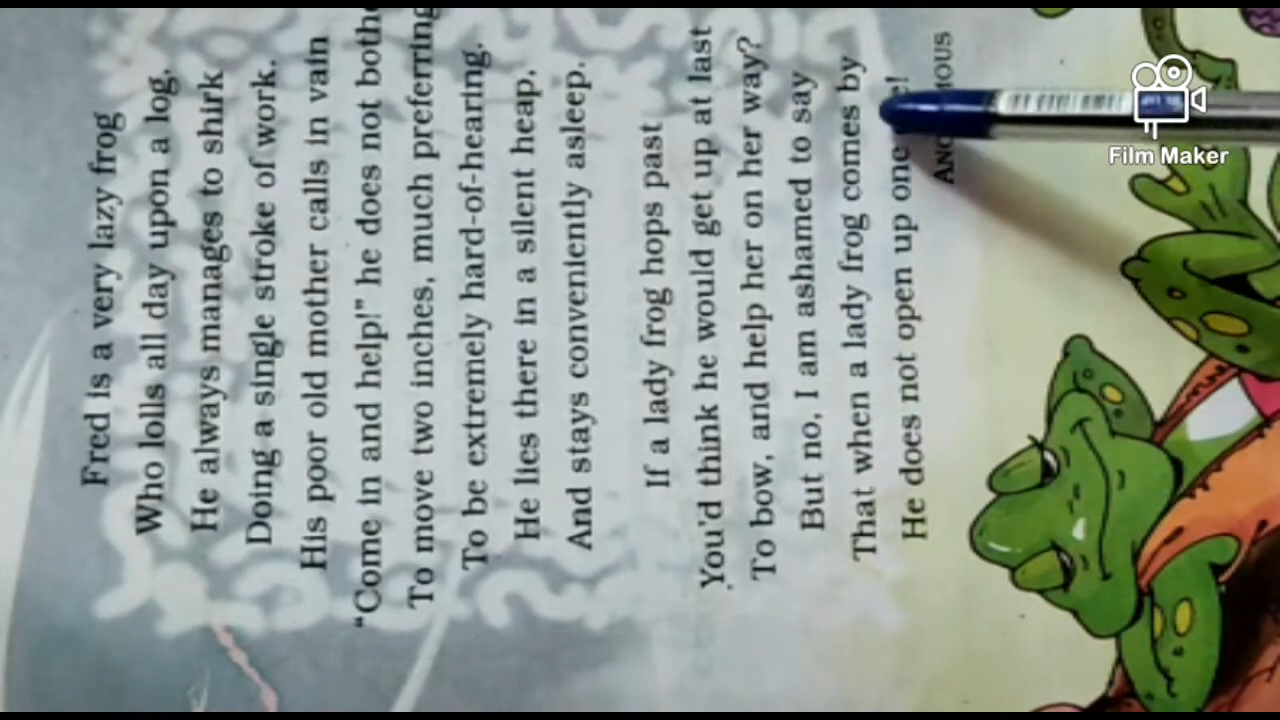 Fred is a very lazy frog
Who lolls all day upon a log.
He always manages to shirk
Doing a single stroke of work.
His poor old mother calls in vain
"Come in and help!" he does not both
To move two inches, much preferring
To be extremely hard-of-hearing.
He lies there in a silent heap,
And stays conveniently asleep.
If a lady frog hops past
You'd think he would get up at last
To bow, and help her on her way?
But no, I am ashamed to say
That when a lady frog comes by
He does not open up one
Film Maker